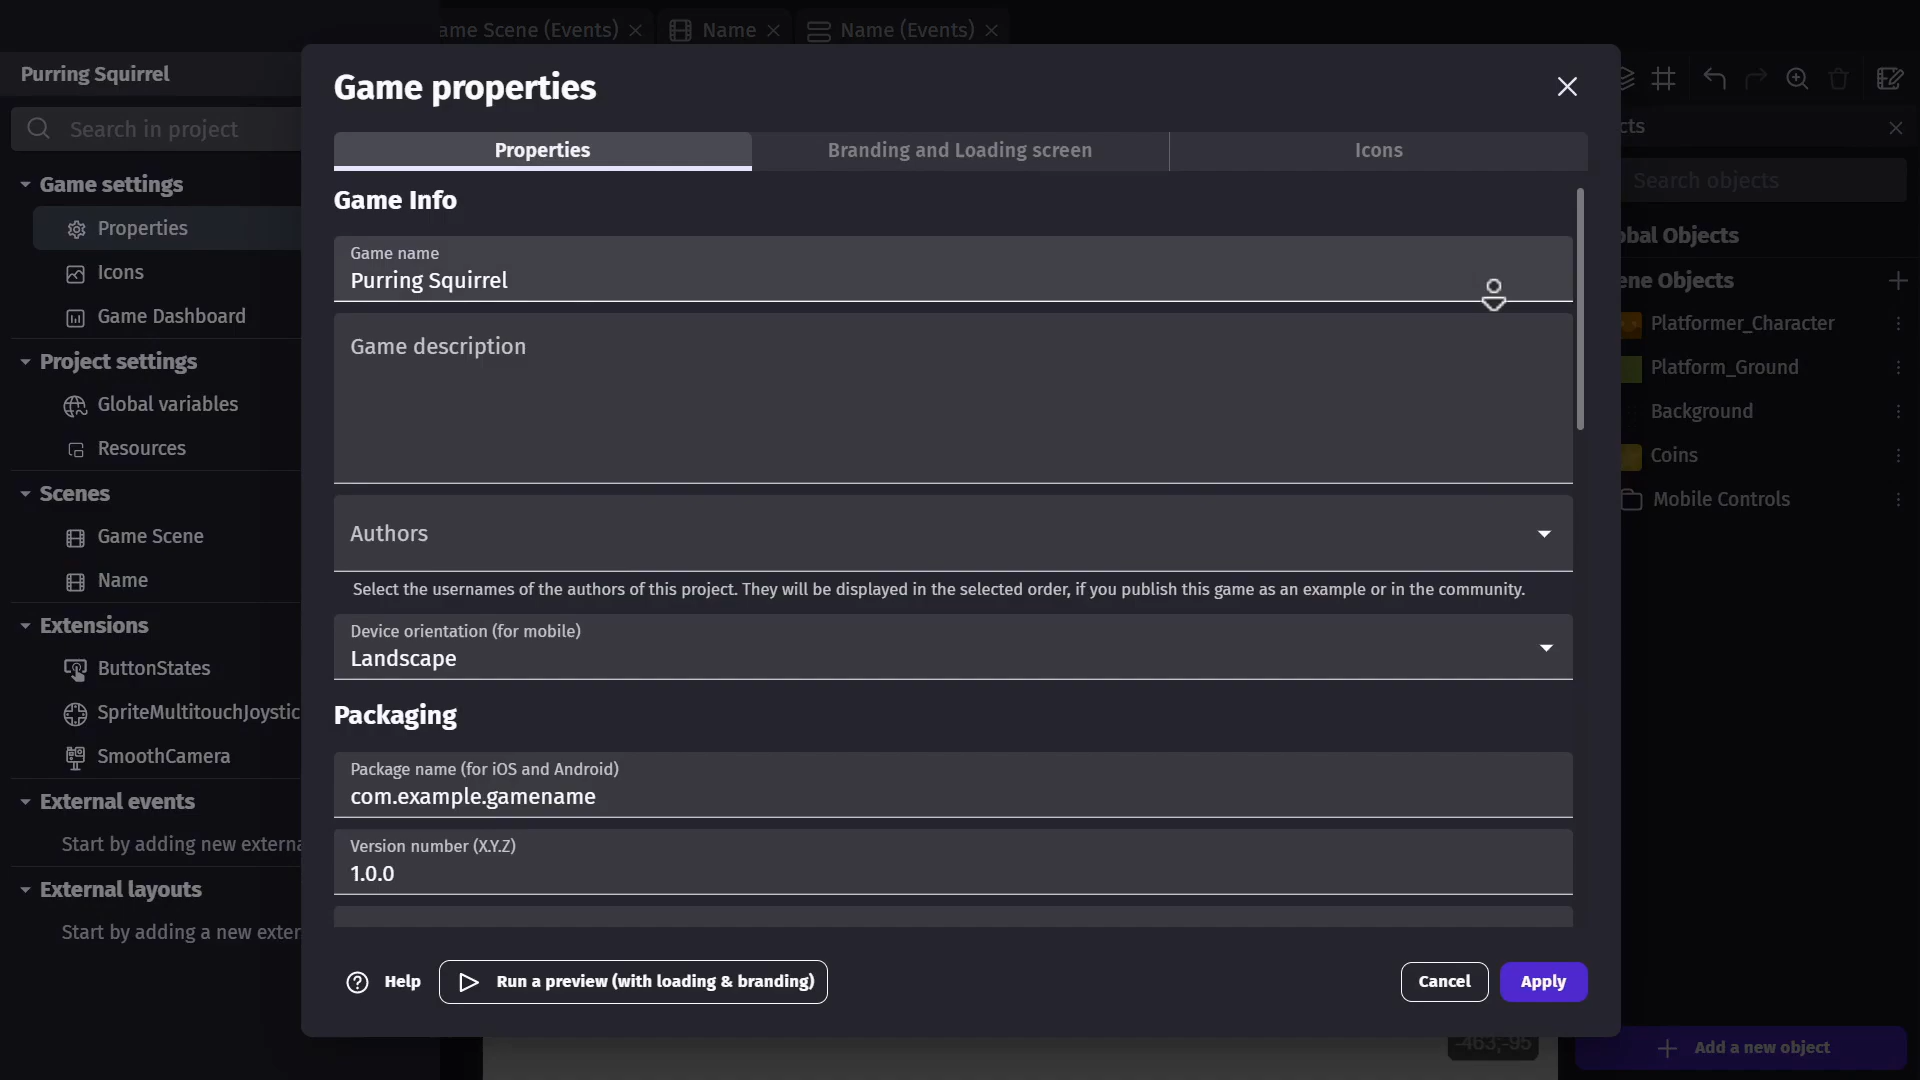 ame Scene (Events)
Name
Name (Events)
Purring Squirrel
Search in project
Game settings
Properties
Icons
Game Dashboard
Project settings
Global variables
Resources
Scenes
Game Scene
Name
Extensions
ButtonStates
SpriteMultitouchJoystic
SmoothCamera
External events
Start by adding new externa
External layouts
Start by adding a new exter
Game properties
Properties
Branding and Loading screen
Icons
Game Info
Game name
Purring Squirrel
Game description
Authors
Select the usernames of the authors of this project. They will be displayed in the selected order, if you publish this game as an example or in the community.
Device orientation (for mobile)
Landscape
Packaging
Package name (for iOS and Android)
com.example.gamename
Version number (X.Y.Z)
1.0.0
Help
Run a preview (with loading & branding)
Cancel
Apply
cts
Search objects
bal Objects
ene Objects
Platformer_Character
Platform_Ground
Background
Coins
Mobile Controls
-463;-95
Add a new object